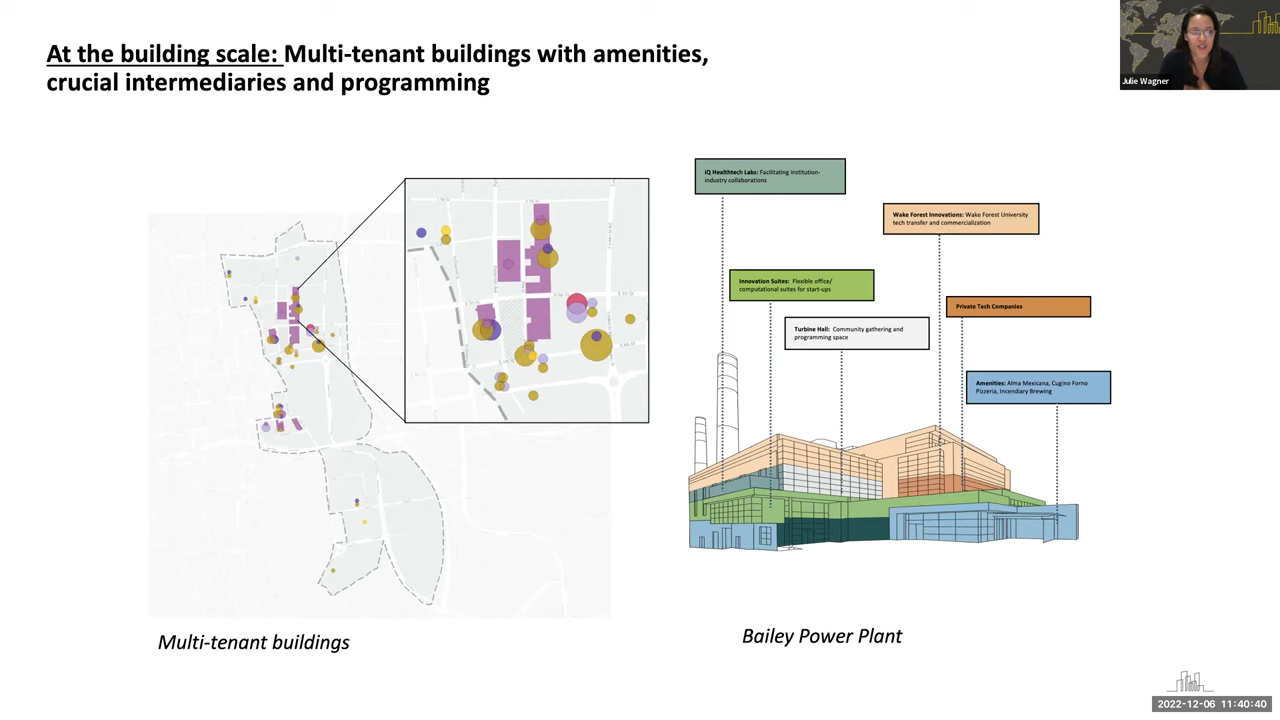 At the building scale: Multi-tenant buildings with amenities,
crucial intermediaries and programming
Julie Wagner
iQ Healthtech Labs: Facilitating institution-
industry collaborations
Wake Forest Innovations: Wake Forest University
tech transfer and commercialization
Innovation Suites: Flexible office/
computational suites for start-ups
Private Tech Companies
Turbine Hall: Community gathering and
programming space
Amenities: Alma Mexicana, Cugino Forno
Pizzeria, Incendiary Brewing
Multi-tenant buildings
Bailey Power Plant
2022-12-06 11:40:40